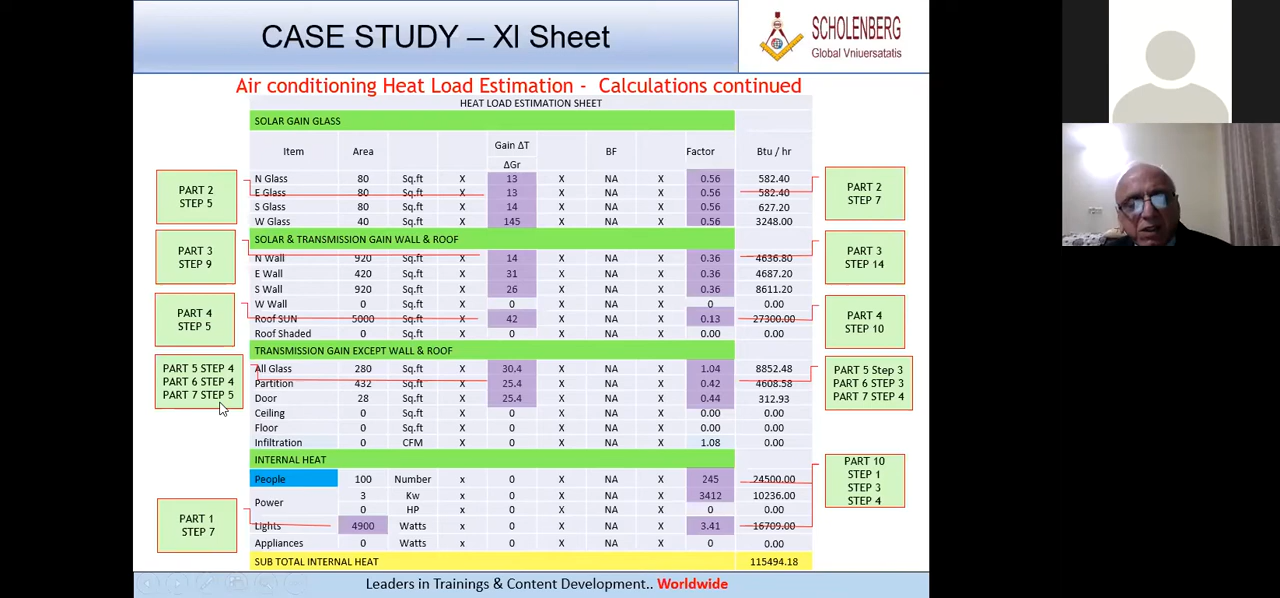 CASE STUDY – Xl Sheet
SCHOLENBERG
Global Vniversatatis
Air conditioning Heat Load Estimation - Calculations continued
HEAT LOAD ESTIMATION SHEET
SOLAR GAIN GLASS
Item Area Gain ΔT BF Factor Btu / hr
ΔGr
N Glass 80 Sq.ft X 13 X NA X 0.56 582.40
E Glass 80 Sq.ft X 13 X NA X 0.56 582.40
S Glass 80 Sq.ft X 14 X NA X 0.56 627.20
W Glass 40 Sq.ft X 145 X NA X 0.56 3248.00
SOLAR & TRANSMISSION GAIN WALL & ROOF
N Wall 920 Sq.ft X 14 X NA X 0.36 4636.80
E Wall 420 Sq.ft X 31 X NA X 0.36 4687.20
S Wall 920 Sq.ft X 26 X NA X 0.36 8611.20
W Wall 0 Sq.ft X 0 X NA X 0 0.00
Roof SUN 5000 Sq.ft X 42 X NA X 0.13 27300.00
Roof Shaded 0 Sq.ft X 0 X NA X 0.00 0.00
TRANSMISSION GAIN EXCEPT WALL & ROOF
All Glass 280 Sq.ft X 30.4 X NA X 1.04 8852.48
Partition 432 Sq.ft X 25.4 X NA X 0.42 4608.58
Door 28 Sq.ft X 25.4 X NA X 0.44 312.93
Ceiling 0 Sq.ft X 0 X NA X 0.00 0.00
Floor 0 Sq.ft X 0 X NA X 0.00 0.00
Infiltration 0 CFM X 0 X NA X 1.08 0.00
INTERNAL HEAT
People 100 Number x 0 X NA X 245 24500.00
Power 3 Kw x 0 X NA X 3412 10236.00
0 HP x 0 X NA X 0 0.00
Lights 4900 Watts x 0 X NA X 3.41 16709.00
Appliances 0 Watts x 0 X NA X 0 0.00
SUB TOTAL INTERNAL HEAT 115494.18
PART 2
STEP 5
PART 3
STEP 9
PART 4
STEP 5
PART 5 STEP 4
PART 6 STEP 4
PART 7 STEP 5
PART 1
STEP 7
PART 2
STEP 7
PART 3
STEP 14
PART 4
STEP 10
PART 5 Step 3
PART 6 STEP 3
PART 7 STEP 4
PART 10
STEP 1
STEP 3
STEP 4
Leaders in Trainings & Content Development.. Worldwide